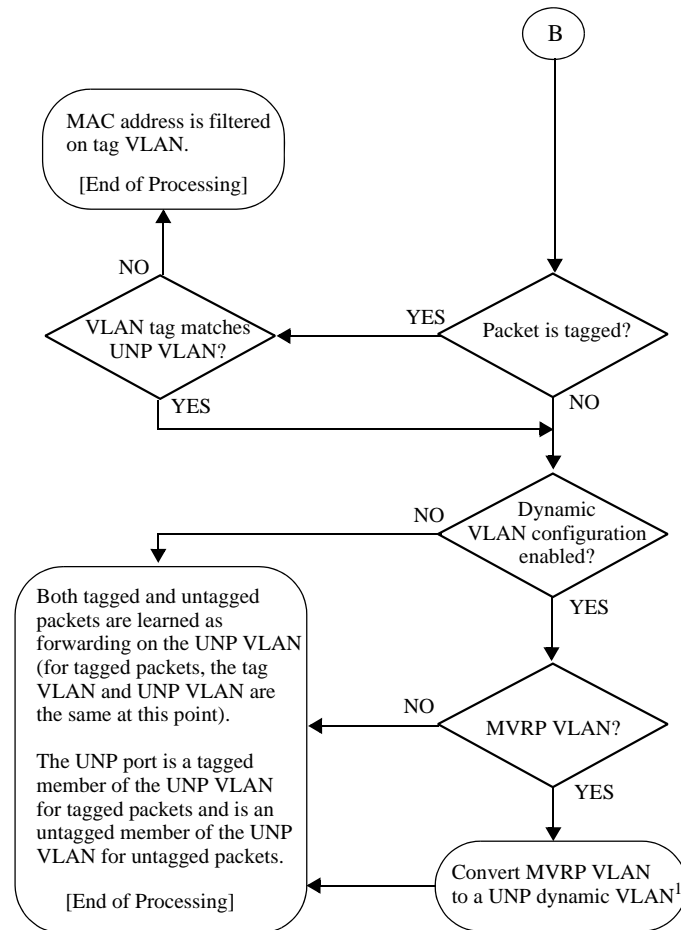 B
MAC address is filtered
on tag VLAN.
[End of Processing]
NO
YES
VLAN tag matches
UNP VLAN?
Packet is tagged?
YES
NO
Dynamic
VLAN configuration
enabled?
NO
YES
Both tagged and untagged
packets are learned as
forwarding on the UNP VLAN
(for tagged packets, the tag
VLAN and UNP VLAN are
the same at this point).
The UNP port is a tagged
member of the UNP VLAN
for tagged packets and is an
untagged member of the UNP
VLAN for untagged packets.
[End of Processing]
NO
MVRP VLAN?
YES
Convert MVRP VLAN
to a UNP dynamic VLAN¹